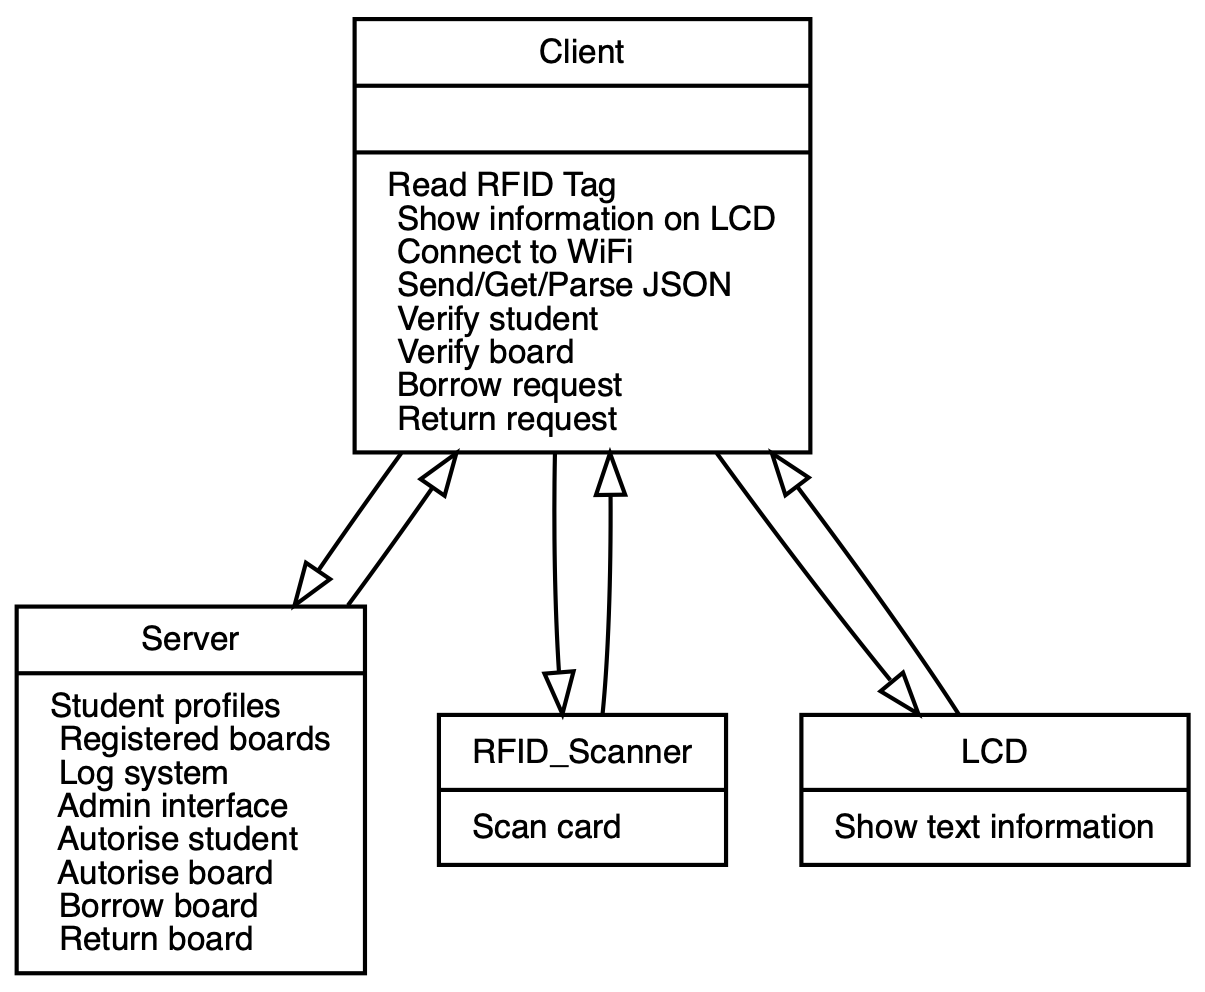 Client
Read RFID Tag
Show information on LCD
Connect to WiFi
Send/Get/Parse JSON
Verify student
Verify board
Borrow request
Return request
Server
Student profiles
Registered boards
Log system
Admin interface
Autorise student
Autorise board
Borrow board
Return board
RFID_Scanner
Scan card
LCD
Show text information